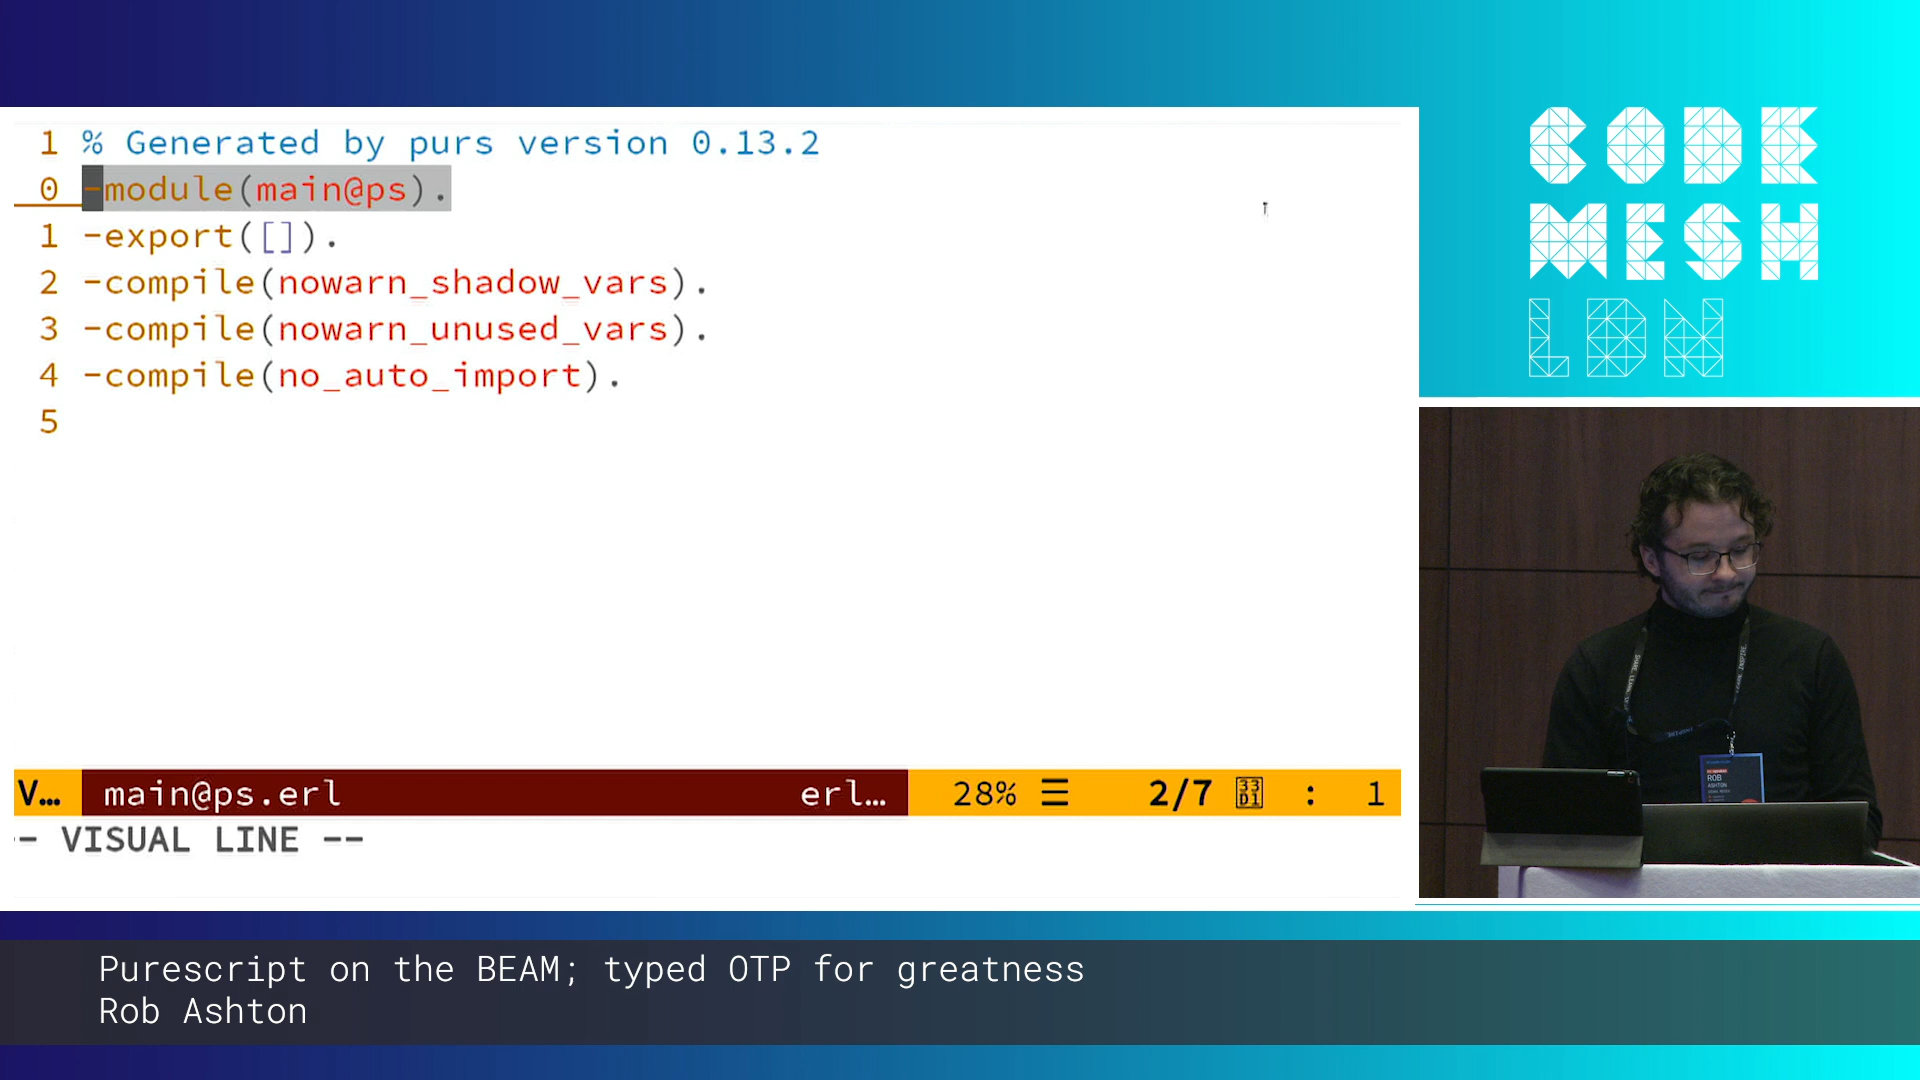 1 % Generated by purs version 0.13.2
0 -module(main@ps).
1 -export([]).
2 -compile(nowarn_shadow_vars).
3 -compile(nowarn_unused_vars).
4 -compile(no_auto_import).
5
V… main@ps.erl erl… 28% ☰ 2/7 : 1
- VISUAL LINE --
CODE
MESH
LDN
ROB
ASHTON
Purescript on the BEAM; typed OTP for greatness
Rob Ashton